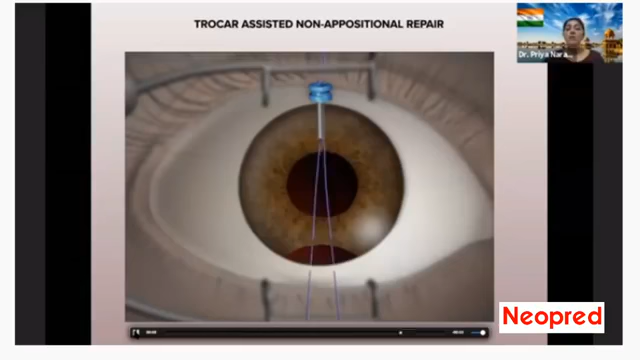 TROCAR ASSISTED NON-APPOSITIONAL REPAIR
Dr. Priya Nara...
Neopred